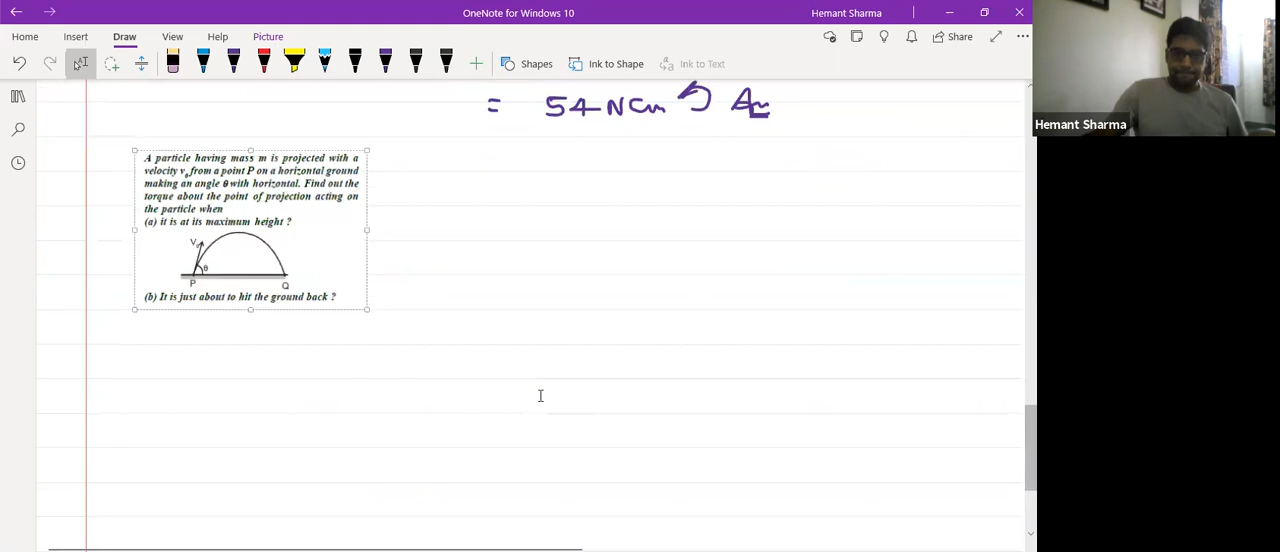 OneNote for Windows 10
Hemant Sharma
Home Insert Draw View Help Picture
Share
Shapes Ink to Shape Ink to Text
= 54 N cm
A particle having mass m is projected with a
velocity v₀ from a point P on a horizontal ground
making an angle θ with horizontal. Find out the
torque about the point of projection acting on
the particle when
(a) it is at its maximum height ?
V₀
θ
P
Q
(b) It is just about to hit the ground back ?
Hemant Sharma